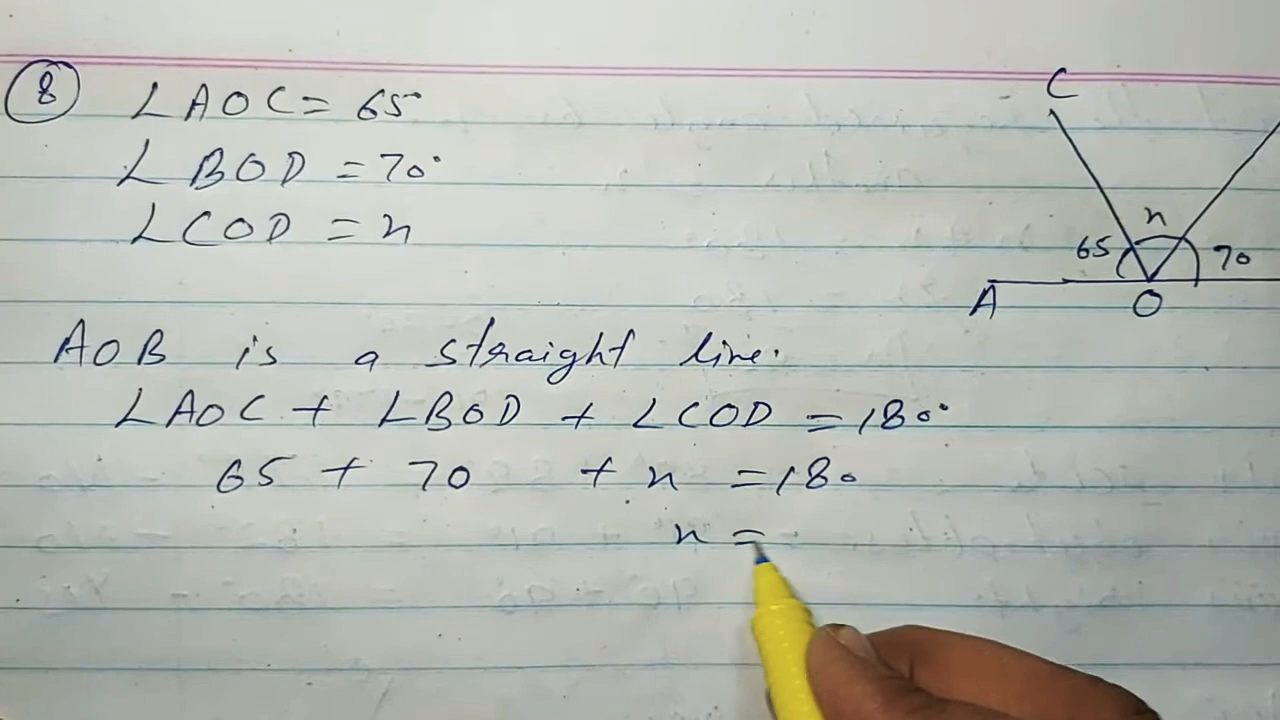 8 ∠AOC = 65°
∠BOD = 70°
∠COD = x
AOB is a straight line.
∠AOC + ∠BOD + ∠COD = 180°
65 + 70 + x = 180
x =
C
x
65
70
A
O